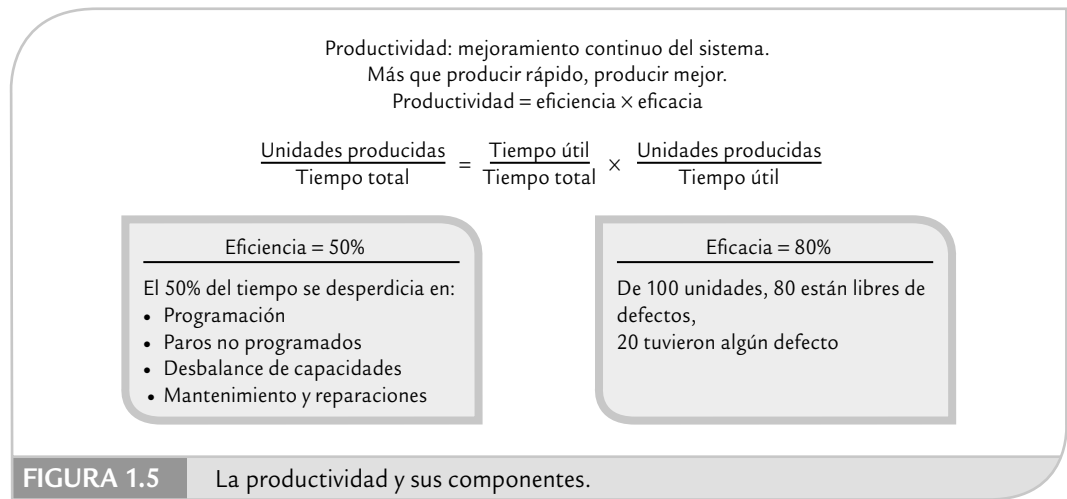 Productividad: mejoramiento continuo del sistema.
Más que producir rápido, producir mejor.
Productividad = eficiencia × eficacia
Unidades producidas / Tiempo total = Tiempo útil / Tiempo total × Unidades producidas / Tiempo útil
Eficiencia = 50%
El 50% del tiempo se desperdicia en:
• Programación
• Paros no programados
• Desbalance de capacidades
• Mantenimiento y reparaciones
Eficacia = 80%
De 100 unidades, 80 están libres de
defectos,
20 tuvieron algún defecto
FIGURA 1.5 La productividad y sus componentes.